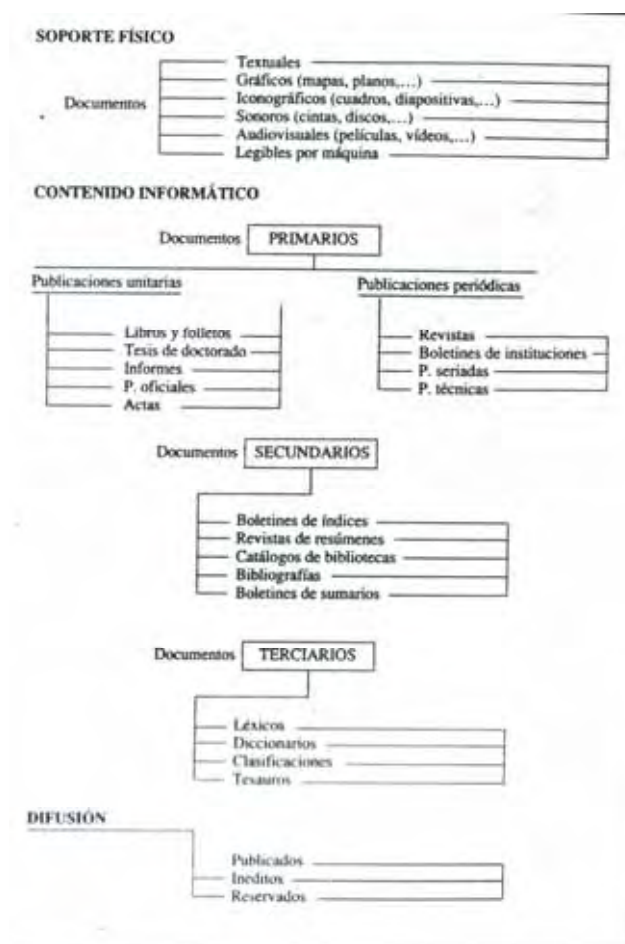 SOPORTE FÍSICO
Textuales
Gráficos (mapas, planos,...)
Documentos
Iconográficos (cuadros, diapositivas,...)
Sonoros (cintas, discos,...)
Audiovisuales (películas, vídeos,...)
Legibles por máquina
CONTENIDO INFORMÁTICO
Documentos PRIMARIOS
Publicaciones unitarias
Libros y folletos
Tesis de doctorado
Informes
P. oficiales
Actas
Publicaciones periódicas
Revistas
Boletines de instituciones
P. seriadas
P. técnicas
Documentos SECUNDARIOS
Boletines de índices
Revistas de resúmenes
Catálogos de bibliotecas
Bibliografías
Boletines de sumarios
Documentos TERCIARIOS
Léxicos
Diccionarios
Clasificaciones
Tesauros
DIFUSIÓN
Publicados
Ineditos
Reservados